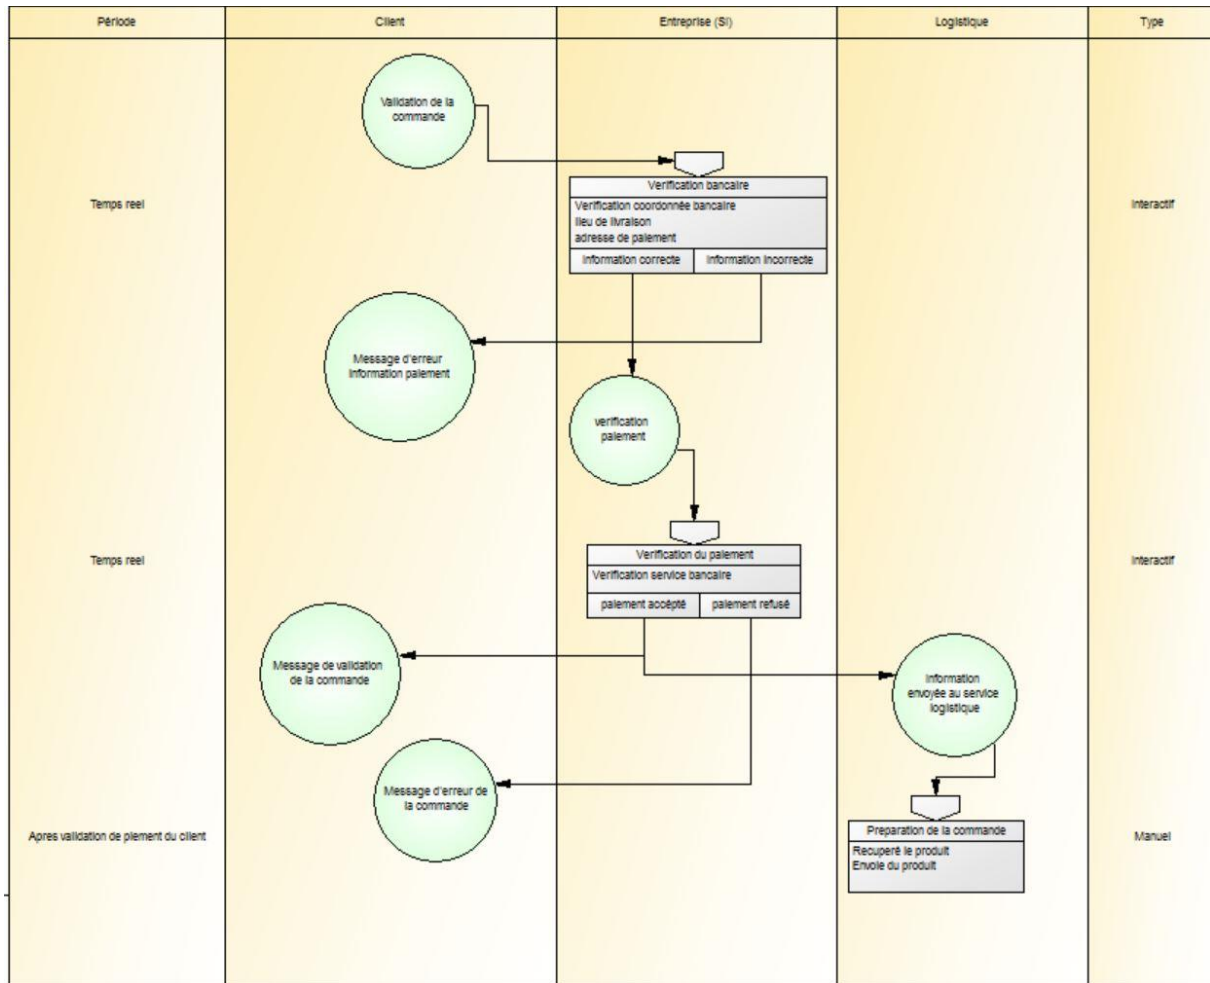 Période
Client
Entreprise (SI)
Logistique
Type
Validation de la
commande
Verification bancaire
Temps reel
Verification coordonnée bancaire
lieu de livraison
adresse de paiement
Interactif
Information correcte
Information incorrecte
Message d'erreur
Information paiement
verification
paiement
Verification du paiement
Temps reel
Verification service bancaire
Interactif
paiement accépté
paiement refusé
Message de validation
de la commande
Information
envoyée au service
logistique
Message d'erreur de
la commande
Apres validation de piement du client
Preparation de la commande
Manuel
Recuperé le produit
Envoie du produit